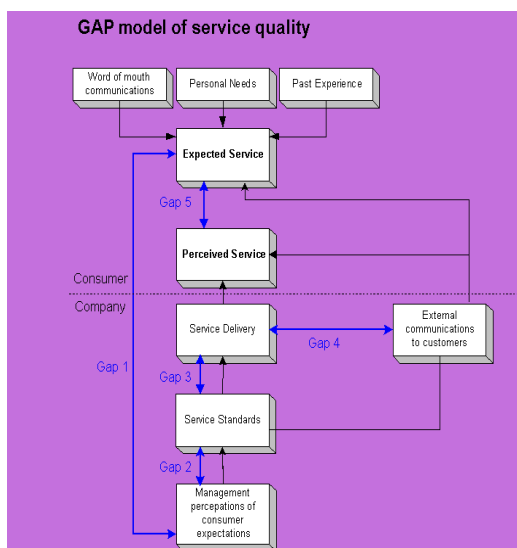 GAP model of service quality
Word of mouth
communications
Personal Needs
Past Experience
Expected Service
Gap 5
Perceived Service
Consumer
Company
Service Delivery
External
communications
to customers
Gap 4
Gap 1
Gap 3
Service Standards
Gap 2
Management
percepations of
consumer
expectations